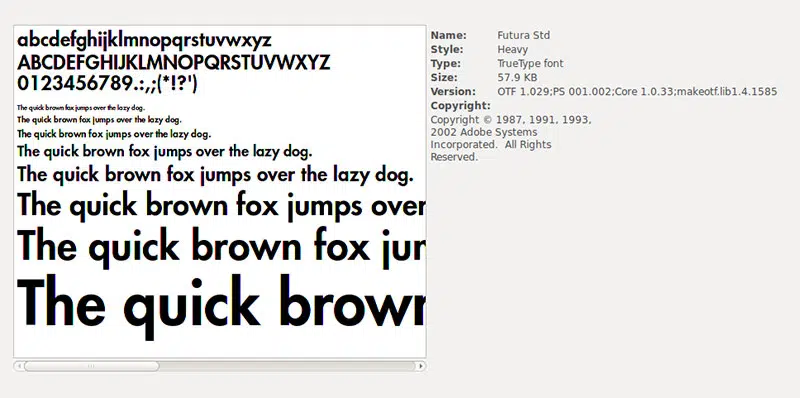 abcdefghijklmnopqrstuvwxyz
ABCDEFGHIJKLMNOPQRSTUVWXYZ
0123456789.:,;(*!?')
The quick brown fox jumps over the lazy dog.
The quick brown fox jumps over the lazy dog.
The quick brown fox jumps over the lazy dog.
The quick brown fox jumps over the lazy dog.
The quick brown fox jumps over the lazy dog.
The quick brown fox jumps over
The quick brown fox jun
The quick brown
Name: Futura Std
Style: Heavy
Type: TrueType font
Size: 57.9 KB
Version: OTF 1.029;PS 001.002;Core 1.0.33;makeotf.lib1.4.1585
Copyright:
Copyright © 1987, 1991, 1993,
2002 Adobe Systems
Incorporated. All Rights
Reserved.